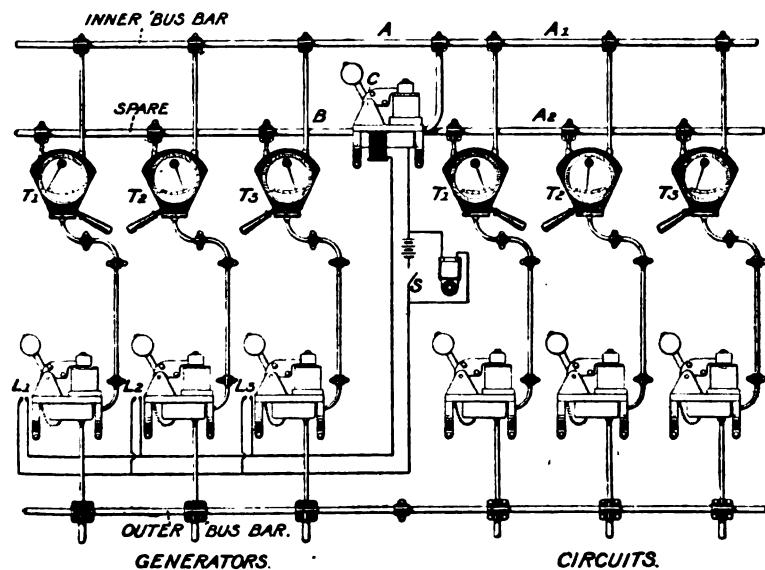 INNER BUS BAR
A
A1
C
SPARE
B
A2
T1
T2
T3
T1
T2
T3
S
L1
L2
L3
OUTER BUS BAR.
GENERATORS.
CIRCUITS.